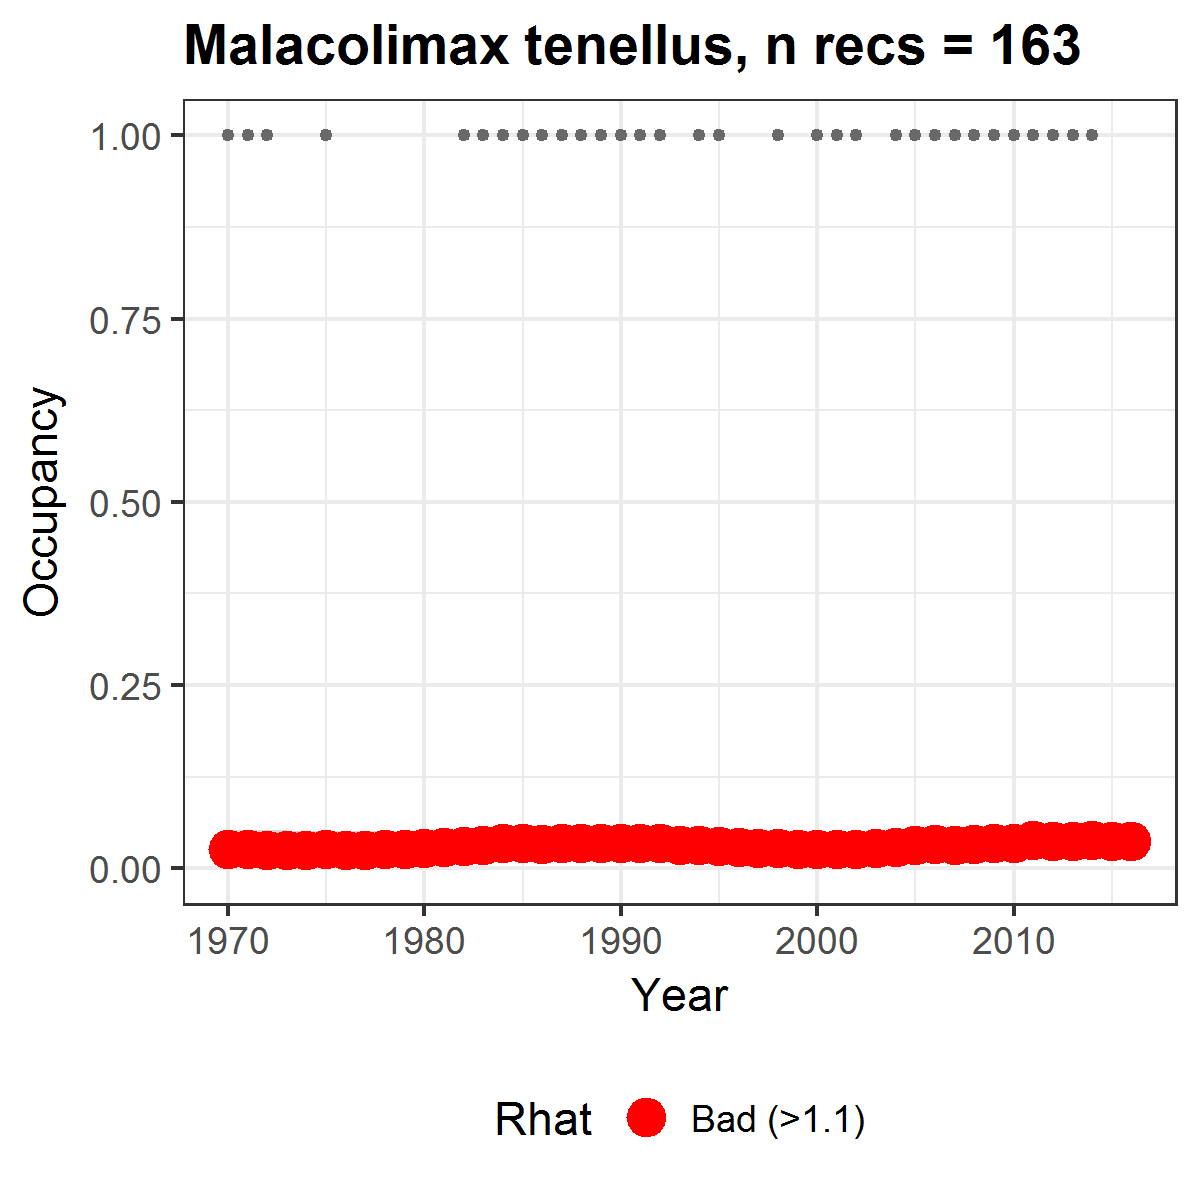 Malacolimax tenellus, n recs = 163
1.00
0.75
0.50
0.25
0.00
Occupancy
1970 1980 1990 2000 2010
Year
Rhat Bad (>1.1)